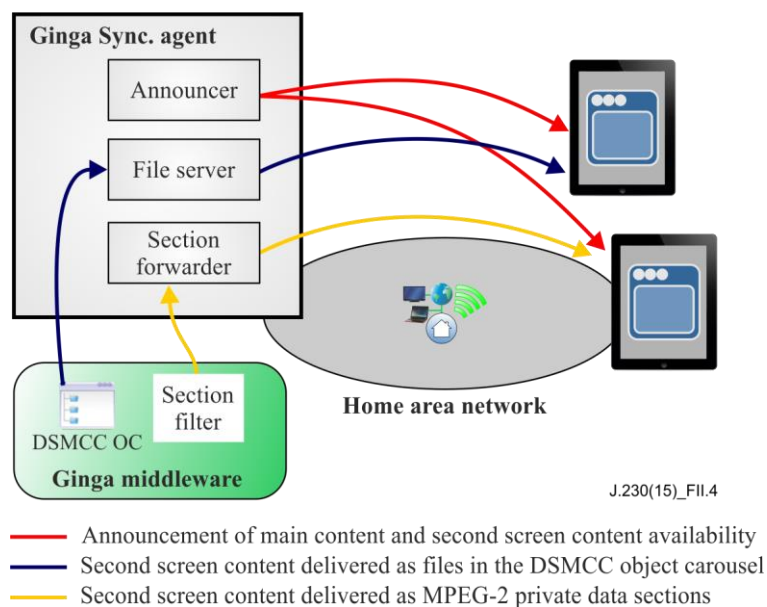 Ginga Sync. agent
Announcer
File server
Section
forwarder
Section
filter
DSMCC OC
Ginga middleware
Home area network
J.230(15)_FII.4
Announcement of main content and second screen content availability
Second screen content delivered as files in the DSMCC object carousel
Second screen content delivered as MPEG-2 private data sections